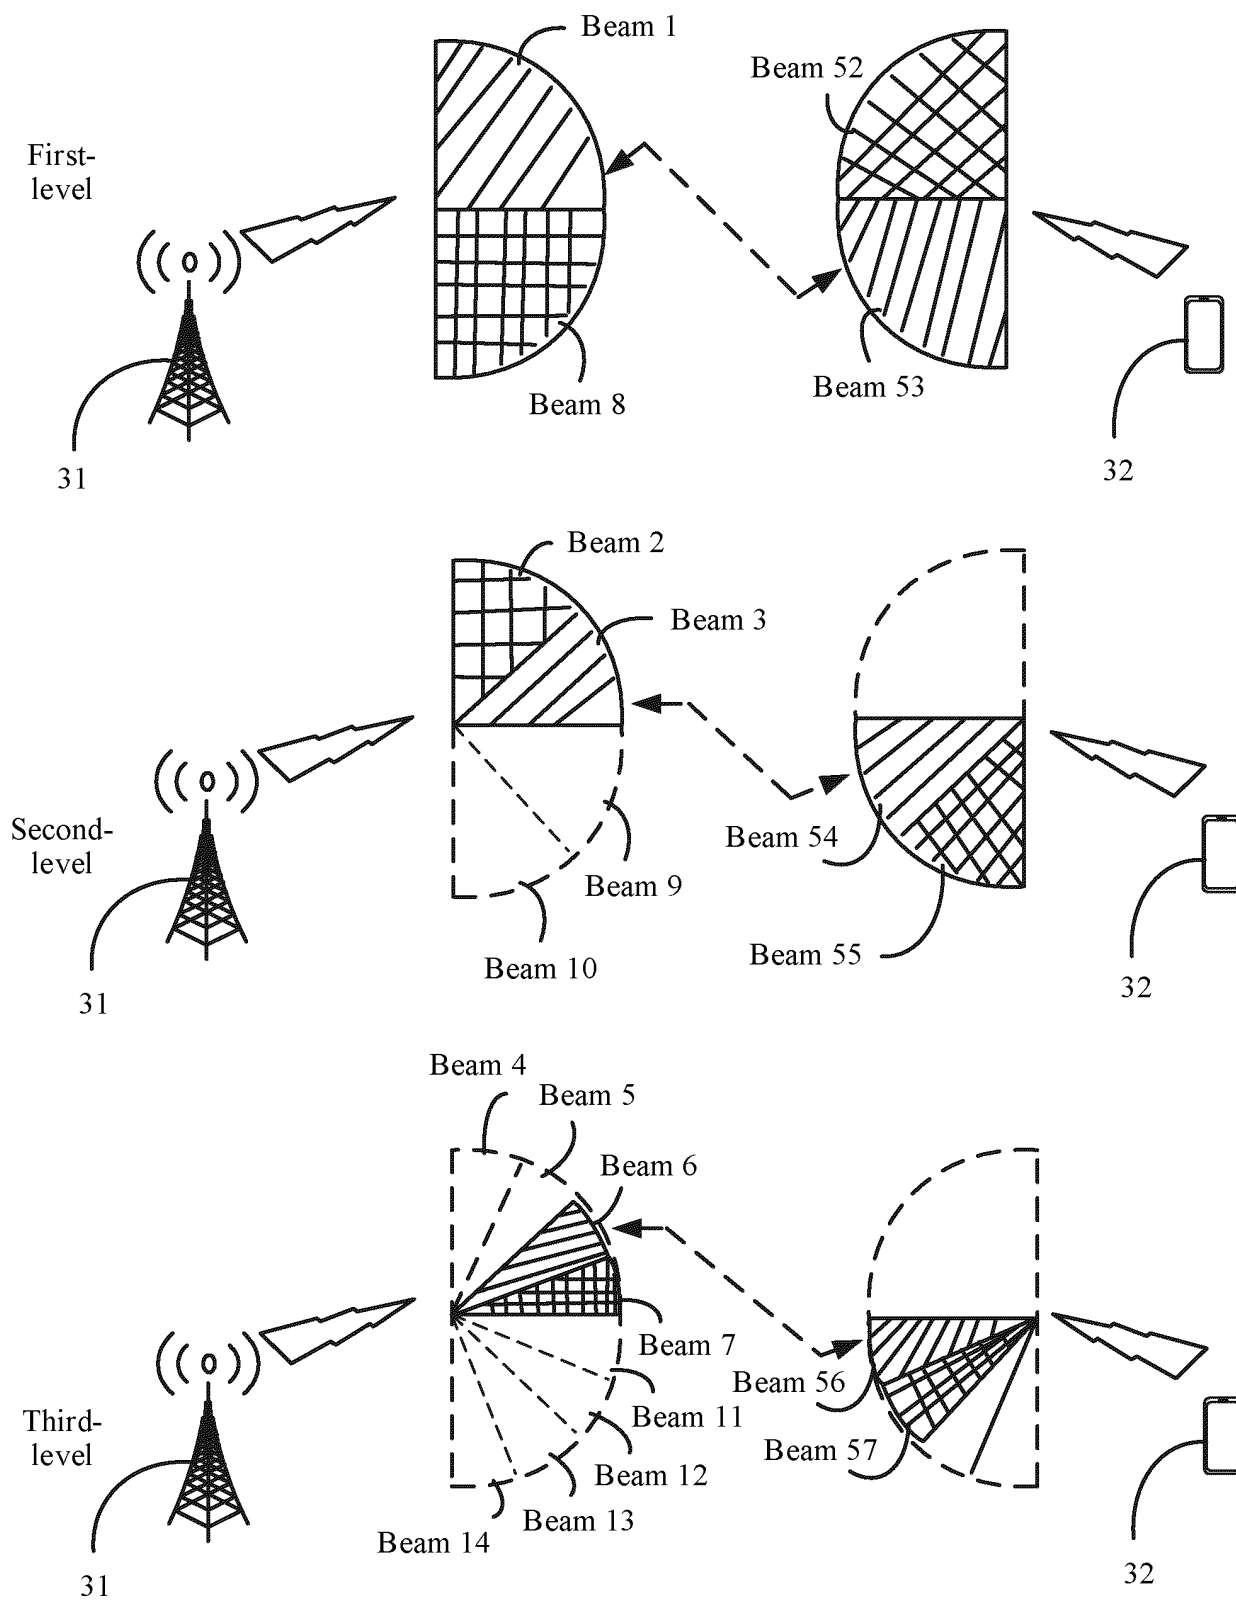 Beam 1
Beam 52
First-
level
Beam 53
Beam 8
31
32
Beam 2
Beam 3
Second-
level
Beam 54
Beam 9
Beam 55
Beam 10
31
32
Beam 4
Beam 5
Beam 6
Beam 7
Beam 56
Third-
level
Beam 11
Beam 57
Beam 12
Beam 13
Beam 14
31
32